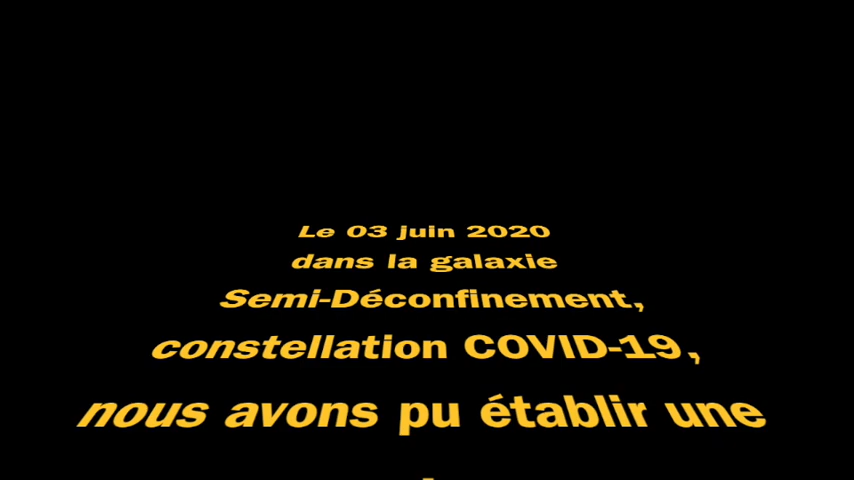 Le 03 juin 2020
dans la galaxie
Semi-Déconfinement,
constellation COVID-19,
nous avons pu établir une